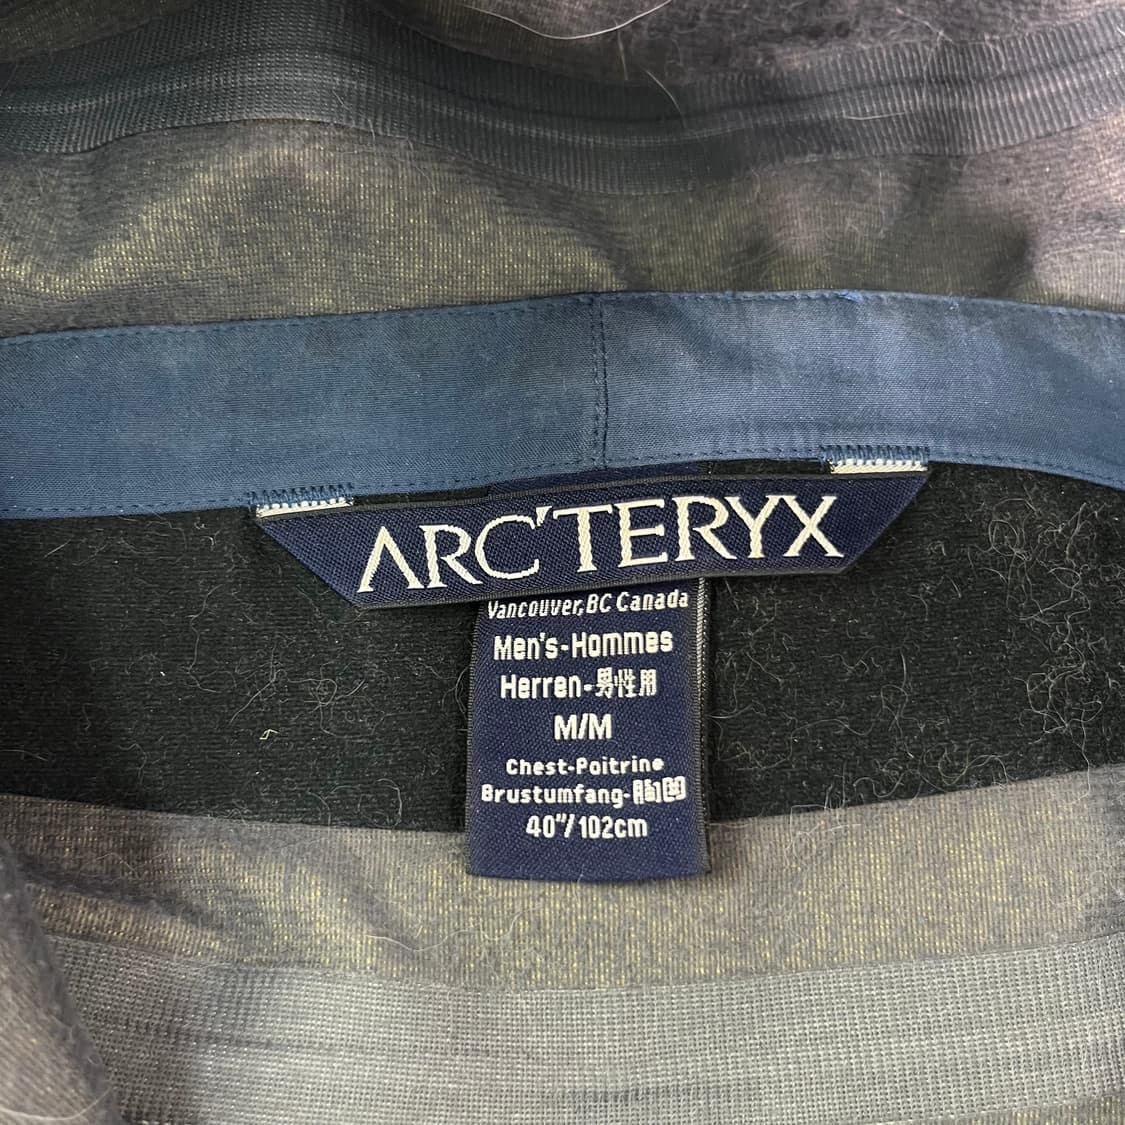 ARC'TERYX
Vancouver, BC Canada
Men's-Hommes
Herren-男性用
M/M
Chest-Poitrine
Brustumfang-胸囲
40"/102cm